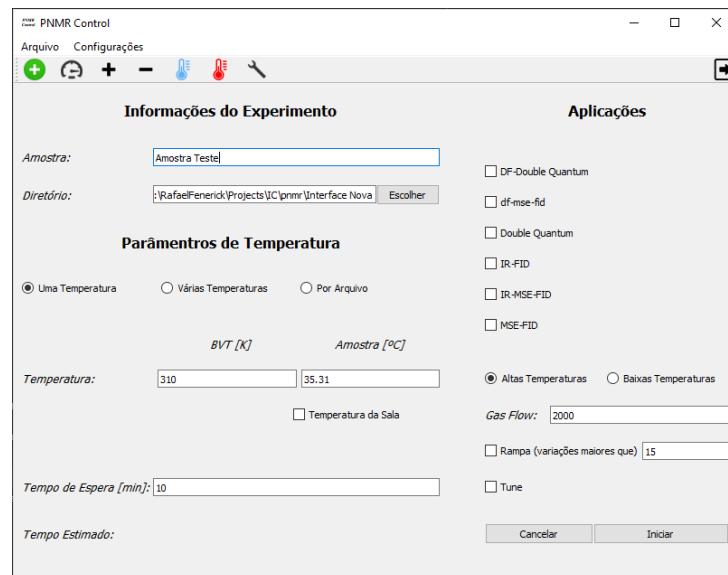 PNMR Control
Arquivo Configurações
Informações do Experimento
Amostra: Amostra Teste
Diretório: :\RafaelFenerick\Projects\IC\pnmr\Interface Nova Escolher
Parâmentros de Temperatura
Uma Temperatura Várias Temperaturas Por Arquivo
BVT [K] Amostra [ºC]
Temperatura: 310 35.31
Temperatura da Sala
Tempo de Espera [min]: 10
Tempo Estimado:
Aplicações
DF-Double Quantum
df-mse-fid
Double Quantum
IR-FID
IR-MSE-FID
MSE-FID
Altas Temperaturas Baixas Temperaturas
Gas Flow: 2000
Rampa (variações maiores que) 15
Tune
Cancelar Iniciar